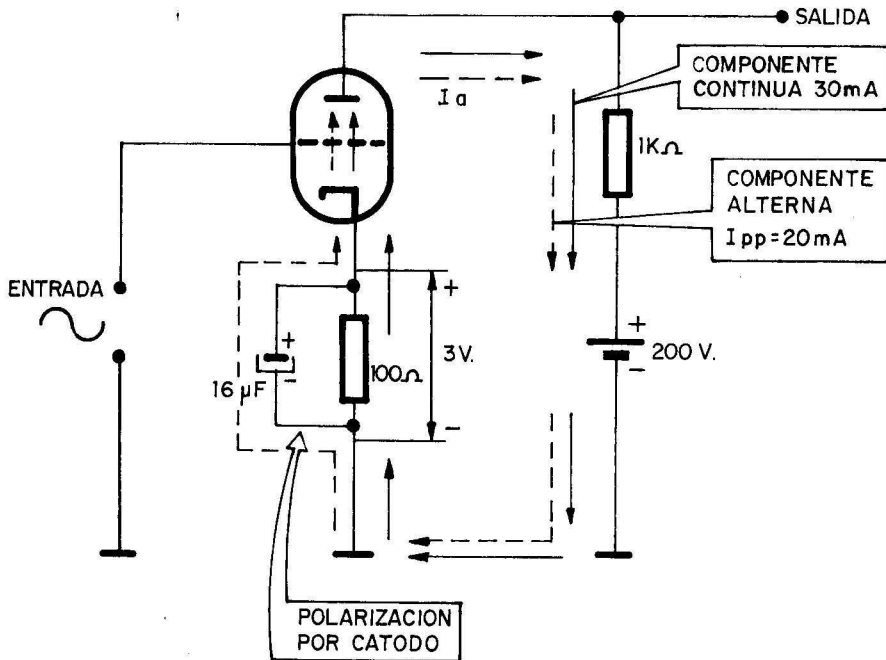 SALIDA
COMPONENTE
CONTINUA 30mA
Ia
1KΩ
COMPONENTE
ALTERNA
Ipp=20mA
ENTRADA
+
+
3V.
100Ω
-
16 µF
-
+
200 V.
-
POLARIZACION
POR CATODO